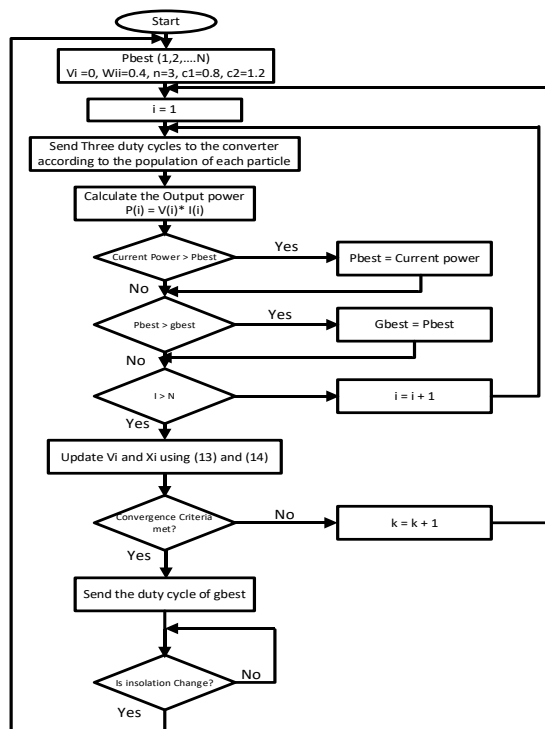 Start
Pbest (1,2,....N)
Vi =0, Wii=0.4, n=3, c1=0.8, c2=1.2
i = 1
Send Three duty cycles to the converter
according to the population of each particle
Calculate the Output power
P(i) = V(i)* I(i)
Current Power > Pbest
Yes
Pbest = Current power
No
Pbest > gbest
Yes
Gbest = Pbest
No
I > N
i = i + 1
Yes
Update Vi and Xi using (13) and (14)
Convergence Criteria
met?
No
k = k + 1
Yes
Send the duty cycle of gbest
Is insolation Change?
No
Yes